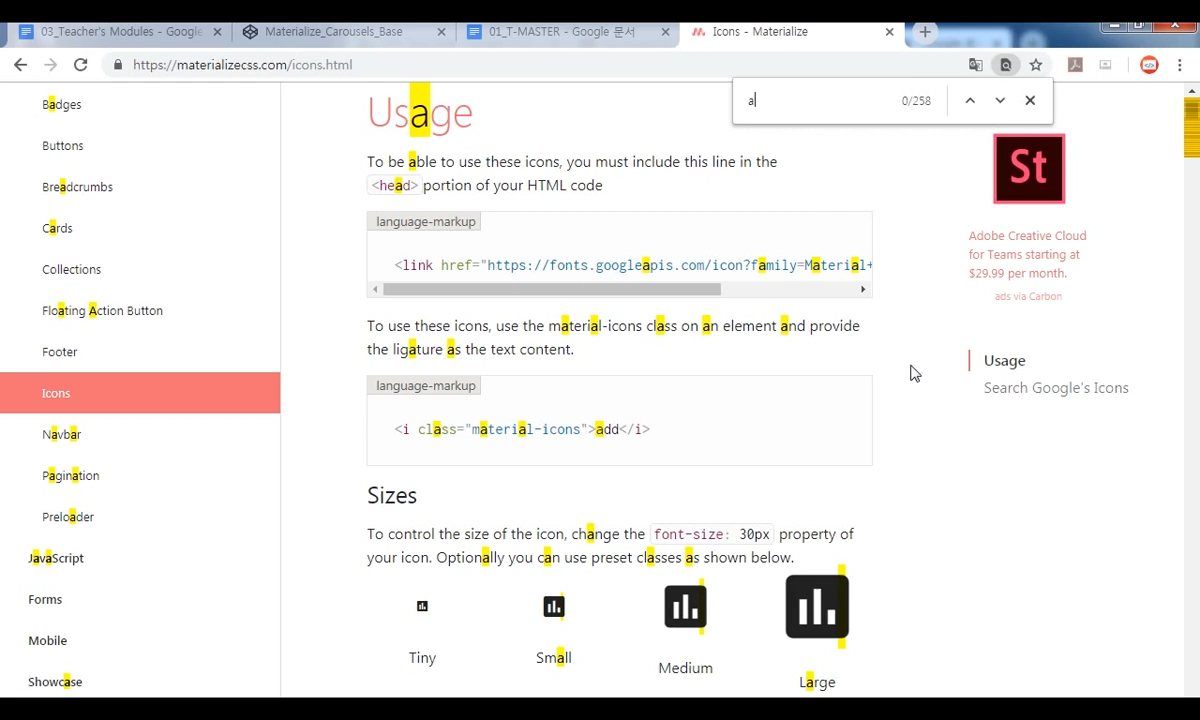 03_Teacher's Modules - Google
Materialize_Carousels_Base
01_T-MASTER - Google 문서
Icons - Materialize
https://materializecss.com/icons.html
a
0/258
Badges
Buttons
Breadcrumbs
Cards
Collections
Floating Action Button
Footer
Icons
Navbar
Pagination
Preloader
JavaScript
Forms
Mobile
Showcase
Usage
To be able to use these icons, you must include this line in the
<head> portion of your HTML code
language-markup
<link href="https://fonts.googleapis.com/icon?family=Material+
To use these icons, use the material-icons class on an element and provide
the ligature as the text content.
language-markup
<i class="material-icons">add</i>
Sizes
To control the size of the icon, change the font-size: 30px property of
your icon. Optionally you can use preset classes as shown below.
Tiny
Small
Medium
Large
St
Adobe Creative Cloud
for Teams starting at
$29.99 per month.
ads via Carbon
Usage
Search Google's Icons